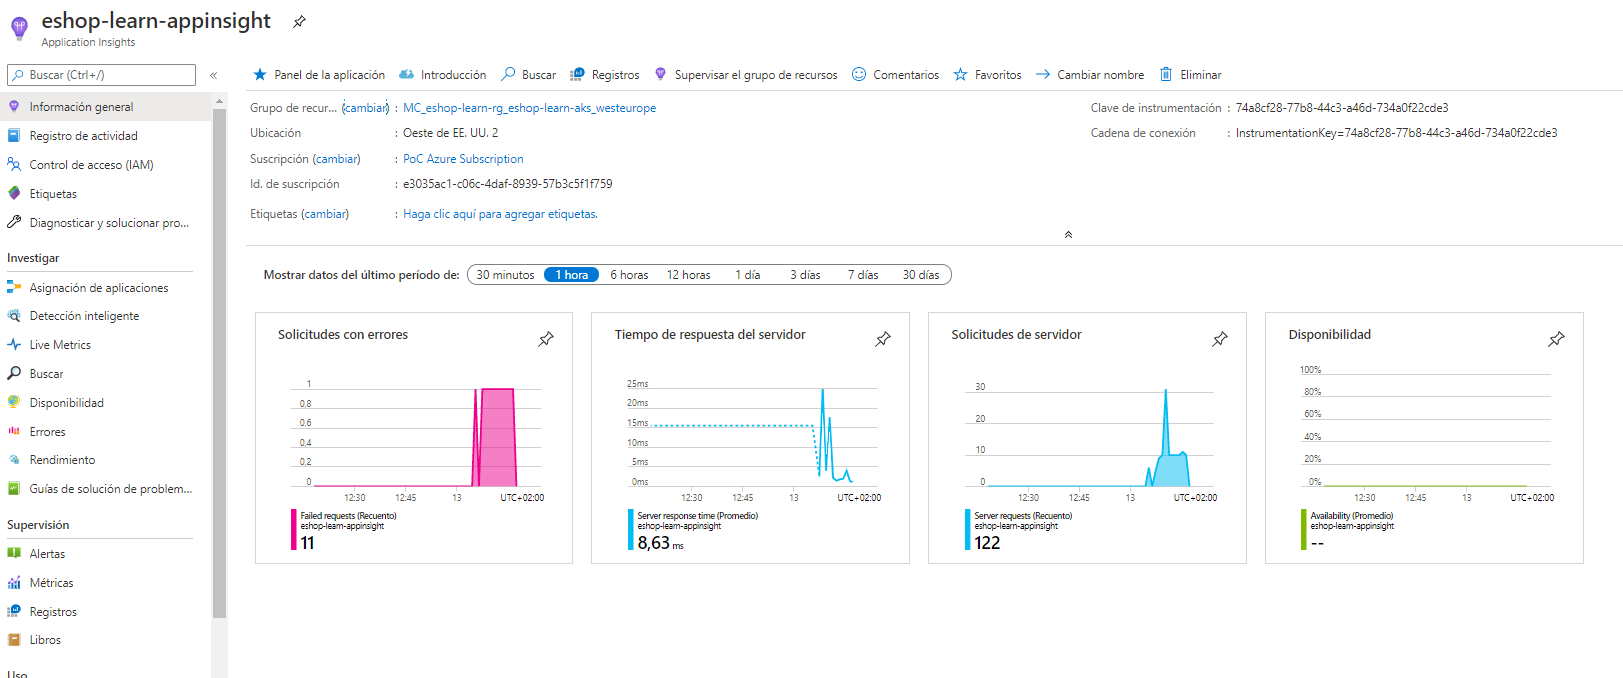 eshop-learn-appinsight
Application Insights
Buscar (Ctrl+/)
«
Panel de la aplicación
Introducción
Buscar
Registros
Supervisar el grupo de recursos
Comentarios
Favoritos
Cambiar nombre
Eliminar
Información general
Registro de actividad
Control de acceso (IAM)
Etiquetas
Diagnosticar y solucionar pro...
Investigar
Asignación de aplicaciones
Detección inteligente
Live Metrics
Buscar
Disponibilidad
Errores
Rendimiento
Guías de solución de problem...
Supervisión
Alertas
Métricas
Registros
Libros
Uso
Grupo de recur... (cambiar) : MC_eshop-learn-rg_eshop-learn-aks_westeurope
Ubicación : Oeste de EE. UU. 2
Suscripción (cambiar) : PoC Azure Subscription
Id. de suscripción : e3035ac1-c06c-4daf-8939-57b3c5f1f759
Etiquetas (cambiar) : Haga clic aquí para agregar etiquetas.
Clave de instrumentación : 74a8cf28-77b8-44c3-a46d-734a0f22cde3
Cadena de conexión : InstrumentationKey=74a8cf28-77b8-44c3-a46d-734a0f22cde3
Mostrar datos del último período de: 30 minutos 1 hora 6 horas 12 horas 1 día 3 días 7 días 30 días
Solicitudes con errores
1
0,8
0,6
0,4
0,2
0
12:30 12:45 13 UTC+02:00
Failed requests (Recuento)
eshop-learn-appinsight
11
Tiempo de respuesta del servidor
25ms
20ms
15ms
10ms
5ms
0ms
12:30 12:45 13 UTC+02:00
Server response time (Promedio)
eshop-learn-appinsight
8,63 ms
Solicitudes de servidor
30
20
10
0
12:30 12:45 13 UTC+02:00
Server requests (Recuento)
eshop-learn-appinsight
122
Disponibilidad
100%
80%
60%
40%
20%
0%
12:30 12:45 13 UTC+02:00
Availability (Promedio)
eshop-learn-appinsight
--